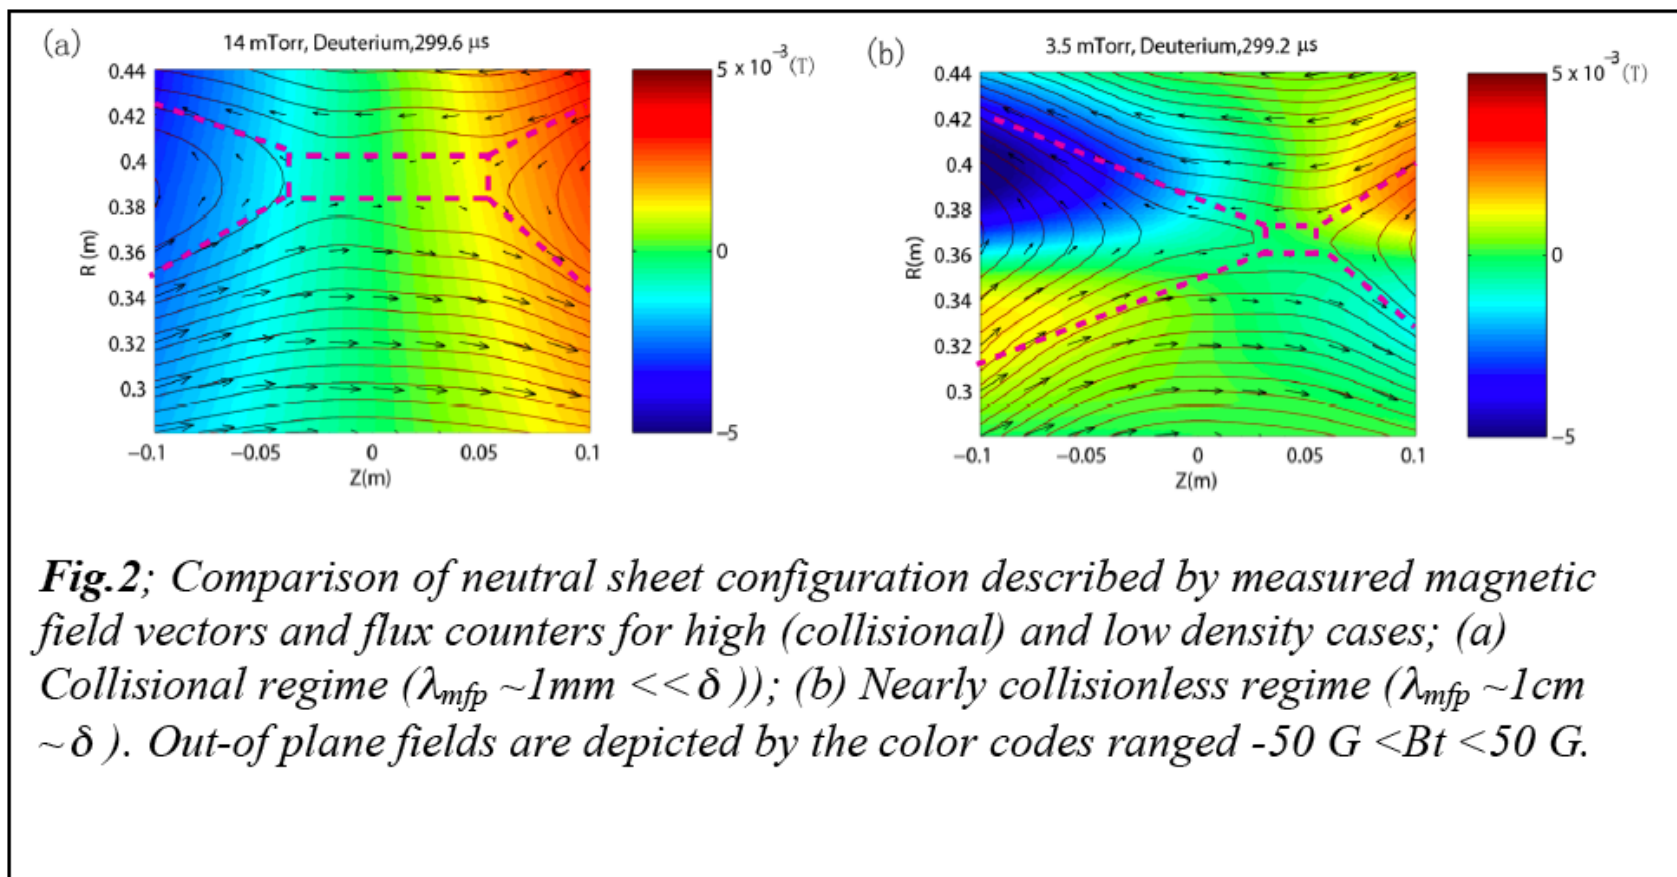 (a)
14 mTorr, Deuterium,299.6 μs
0.44
0.42
0.4
0.38
0.36
0.34
0.32
0.3
R (m)
−0.1
−0.05
0
0.05
0.1
Z(m)
5 x 10⁻³ (T)
0
−5
(b)
3.5 mTorr, Deuterium,299.2 μs
0.44
0.42
0.4
0.38
0.36
0.34
0.32
0.3
R(m)
−0.1
−0.05
0
0.05
0.1
Z(m)
5 x 10⁻³ (T)
0
−5
Fig.2; Comparison of neutral sheet configuration described by measured magnetic
field vectors and flux counters for high (collisional) and low density cases; (a)
Collisional regime (λmfp ~1mm << δ )); (b) Nearly collisionless regime (λmfp ~1cm
~ δ ). Out-of plane fields are depicted by the color codes ranged -50 G <Bt <50 G.